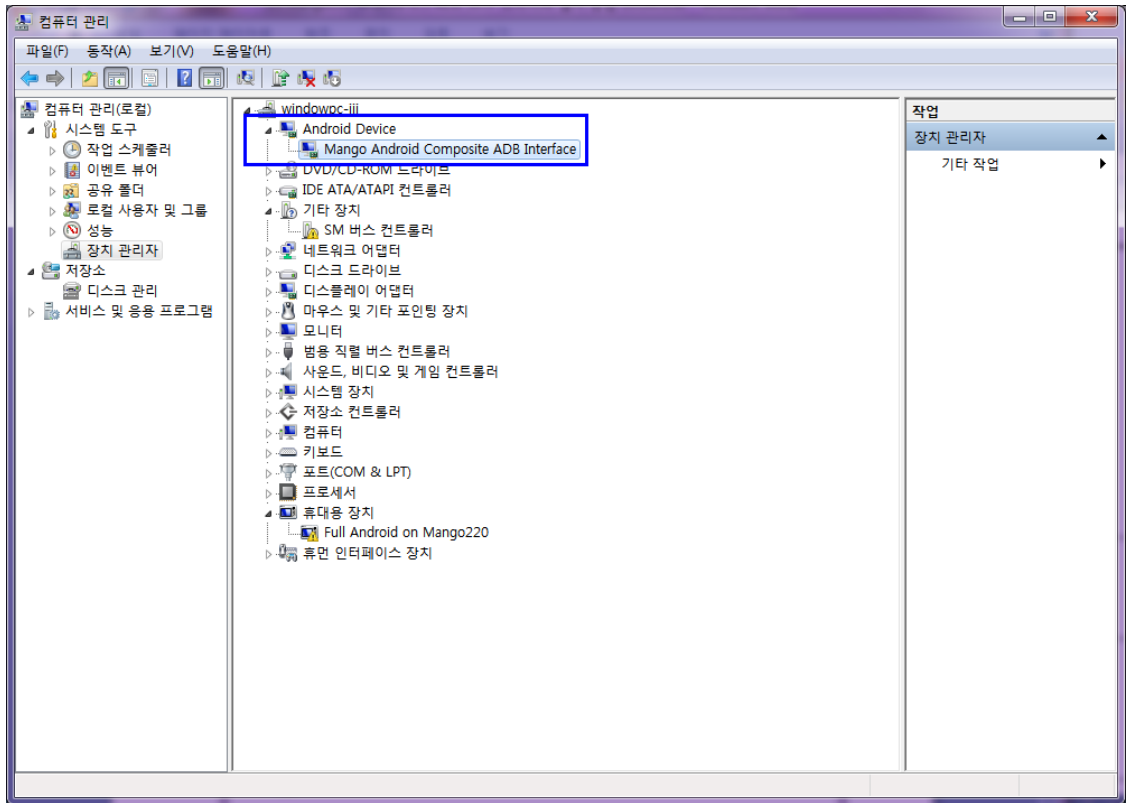 컴퓨터 관리
파일(F) 동작(A) 보기(V) 도움말(H)
컴퓨터 관리(로컬)
시스템 도구
작업 스케줄러
이벤트 뷰어
공유 폴더
로컬 사용자 및 그룹
성능
장치 관리자
저장소
디스크 관리
서비스 및 응용 프로그램
windowpc-iii
Android Device
Mango Android Composite ADB Interface
DVD/CD-ROM 드라이브
IDE ATA/ATAPI 컨트롤러
기타 장치
SM 버스 컨트롤러
네트워크 어댑터
디스크 드라이브
디스플레이 어댑터
마우스 및 기타 포인팅 장치
모니터
범용 직렬 버스 컨트롤러
사운드, 비디오 및 게임 컨트롤러
시스템 장치
저장소 컨트롤러
컴퓨터
키보드
포트(COM & LPT)
프로세서
휴대용 장치
Full Android on Mango220
휴먼 인터페이스 장치
작업
장치 관리자
기타 작업